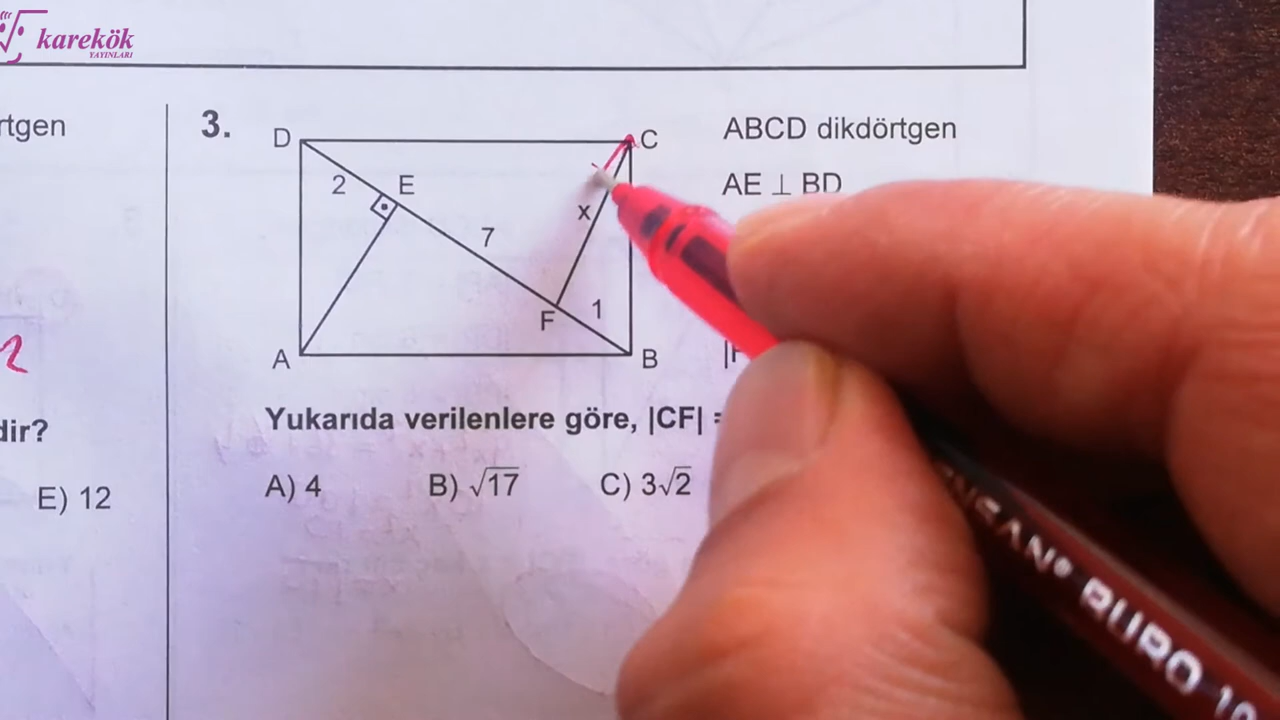 karekök
YAYINLARI
rtgen
dir?
E) 12
3.
D
C
2
E
x
7
F
1
A
B
ABCD dikdörtgen
AE ⊥ BD
Yukarıda verilenlere göre, |CF| =
A) 4 B) √17 C) 3√2
BURO